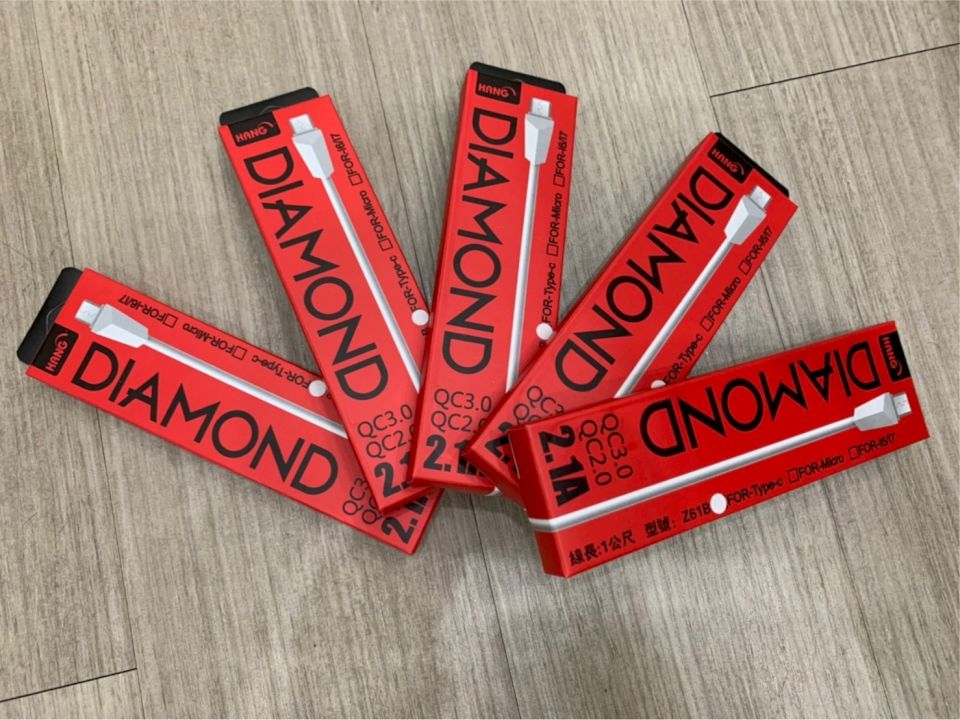 HANG
DIAMOND
FOR-Type-c □FOR-Micro □FOR-I6/I7
HANG
DIAMOND
QC3.0
FOR-Type-c □FOR-Micro □FOR-I6/I7
HANG
DIAMOND
QC3.0
QC2.0
2.1A
FOR-Type-c □FOR-Micro □FOR-I6/I7
HANG
DIAMOND
FOR-Type-c □FOR-Micro □FOR-I6/I7
HANG
DIAMOND
QC3.0
QC2.0
2.1A
線長:1公尺 型號: Z61B FOR-Type-c □FOR-Micro □FOR-I6/I7